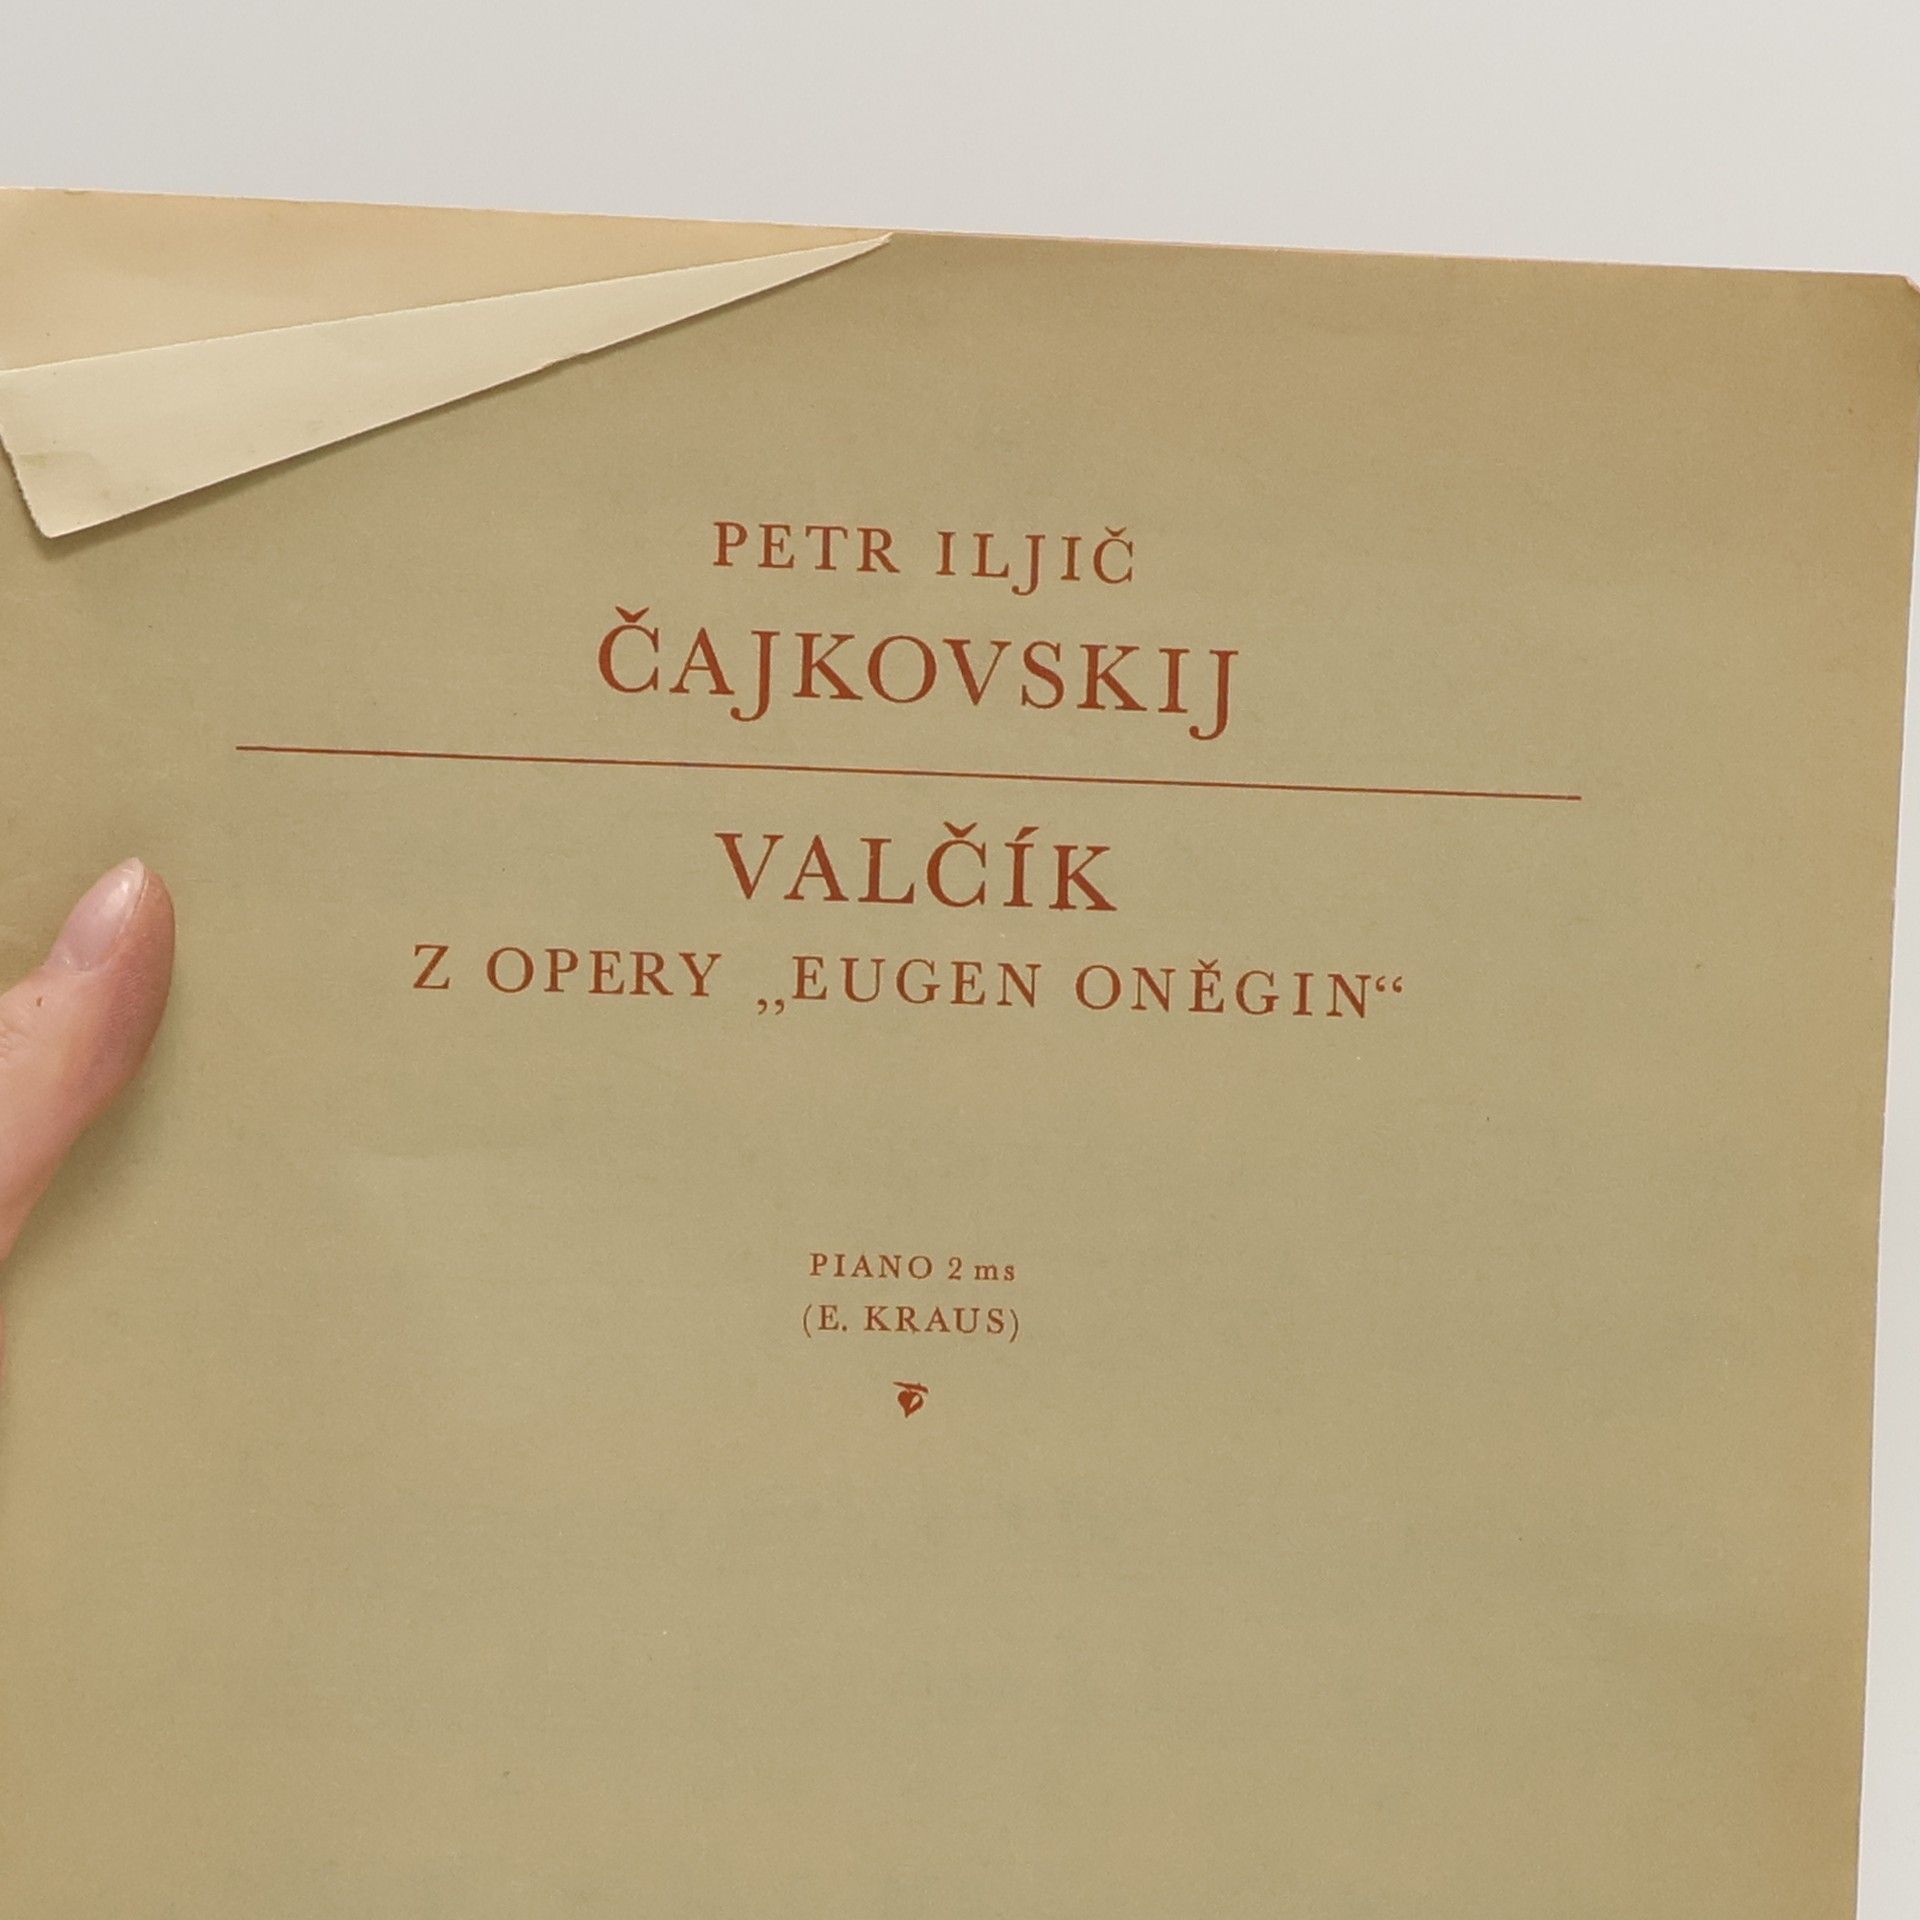 PETR ILJIČ
ČAJKOVSKIJ
VALČÍK
Z OPERY „EUGEN ONĚGIN“
PIANO 2 ms
(E. KRAUS)